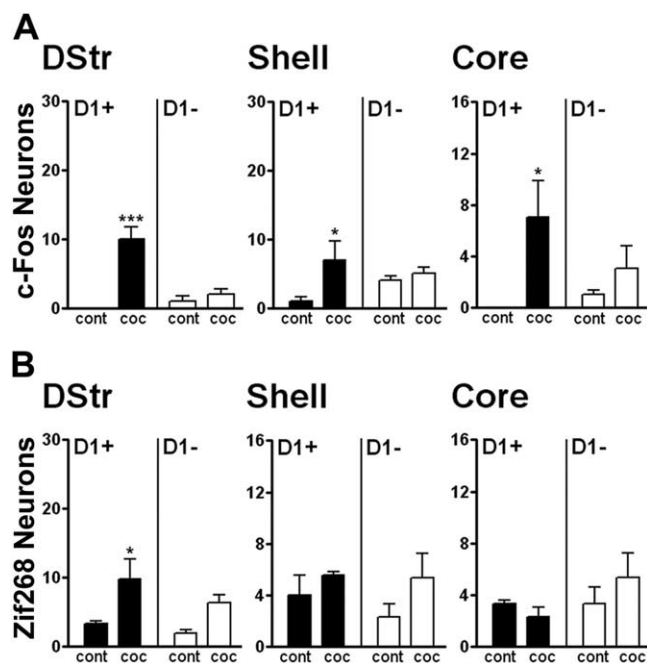 A
DStr Shell Core
c-Fos Neurons
30 D1+ D1- 30 D1+ D1- 16 D1+ D1-
20 20 12
*** * *
10 10 8
4
0 0 0
cont coc cont coc cont coc cont coc cont coc cont coc
B
DStr Shell Core
Zif268 Neurons
30 D1+ D1- 16 D1+ D1- 16 D1+ D1-
20 12 12
*
10 8 8
4 4
0 0 0
cont coc cont coc cont coc cont coc cont coc cont coc